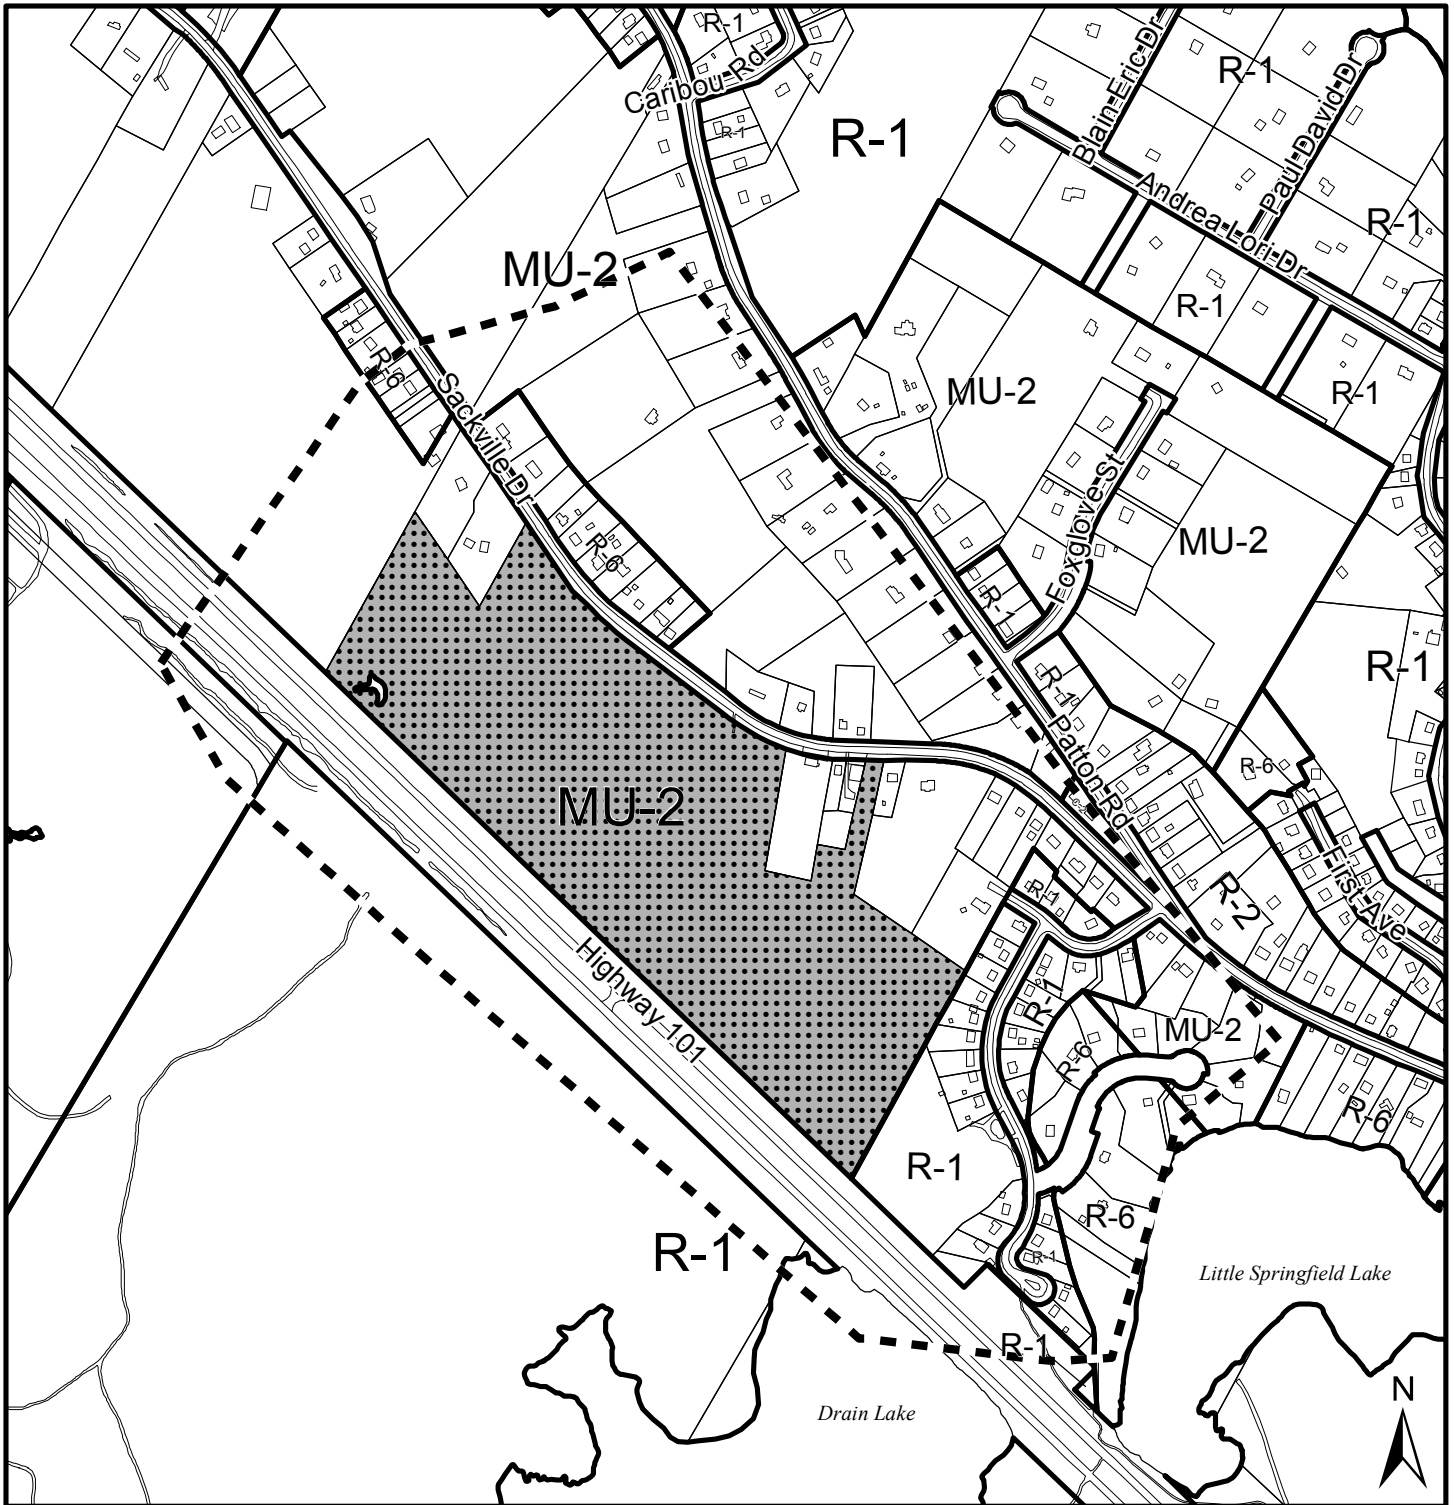 R-1
Caribou Rd
R-1
R-1
Blain Eric Dr
R-1
Paul David Dr
Andrea Lori Dr
R-1
MU-2
R-1
R-6
Sackville Dr
MU-2
R-1
Foxglove St
R-6
MU-2
R-1
R-1
R-1
Patton Rd
R-6
MU-2
First Ave
R-1
R-2
Highway 101
R-1
MU-2
R-6
R-6
R-1
R-6
R-1
R-1
Little Springfield Lake
R-1
Drain Lake
N